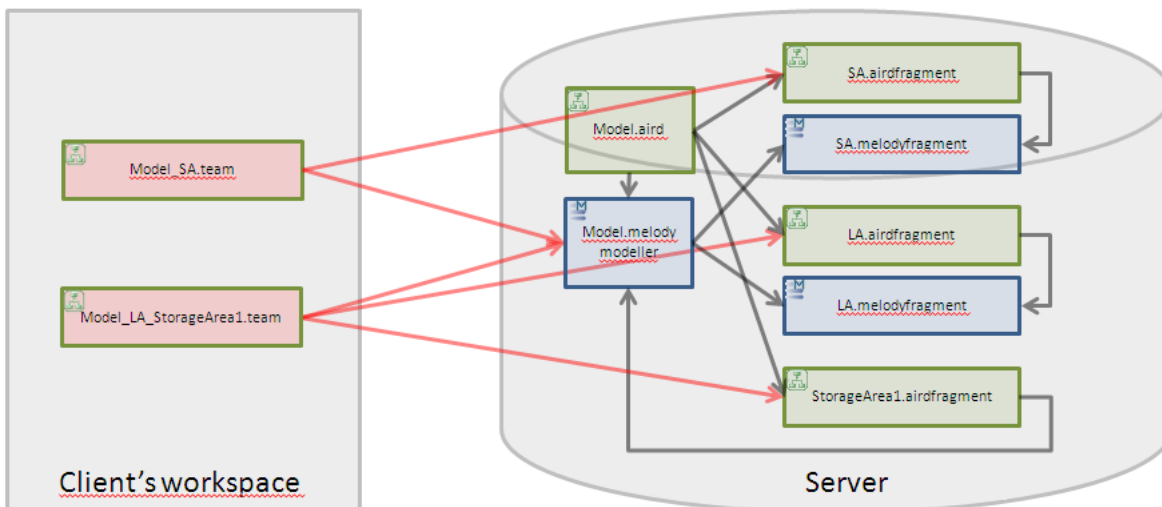 SA.airdfragment
Model.aird
SA.melodyfragment
Model_SA.team
Model.melody
modeller
LA.airdfragment
Model_LA_StorageArea1.team
LA.melodyfragment
StorageArea1.airdfragment
Client's workspace
Server